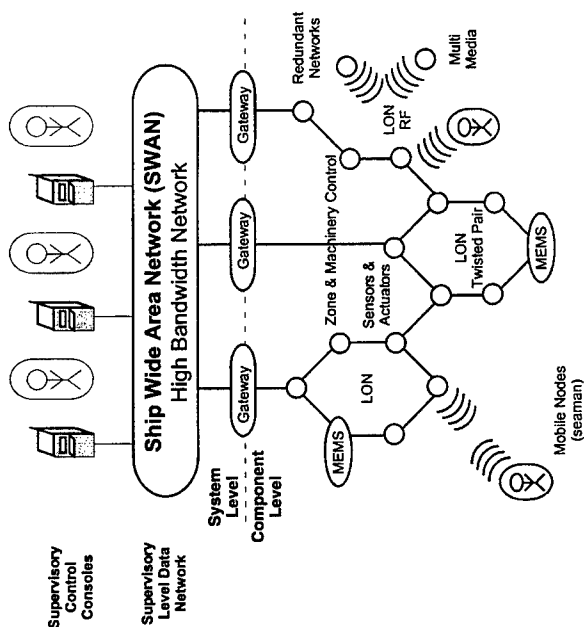 Supervisory
Control
Consoles
Supervisory
Level Data
Network
Ship Wide Area Network (SWAN)
High Bandwidth Network
System
Level
Component
Level
Gateway
Gateway
Gateway
Zone & Machinery Control
Redundant
Networks
Sensors &
Actuators
MEMS
LON
LON
RF
Multi
Media
LON
Twisted Pair
MEMS
Mobile Nodes
(seaman)